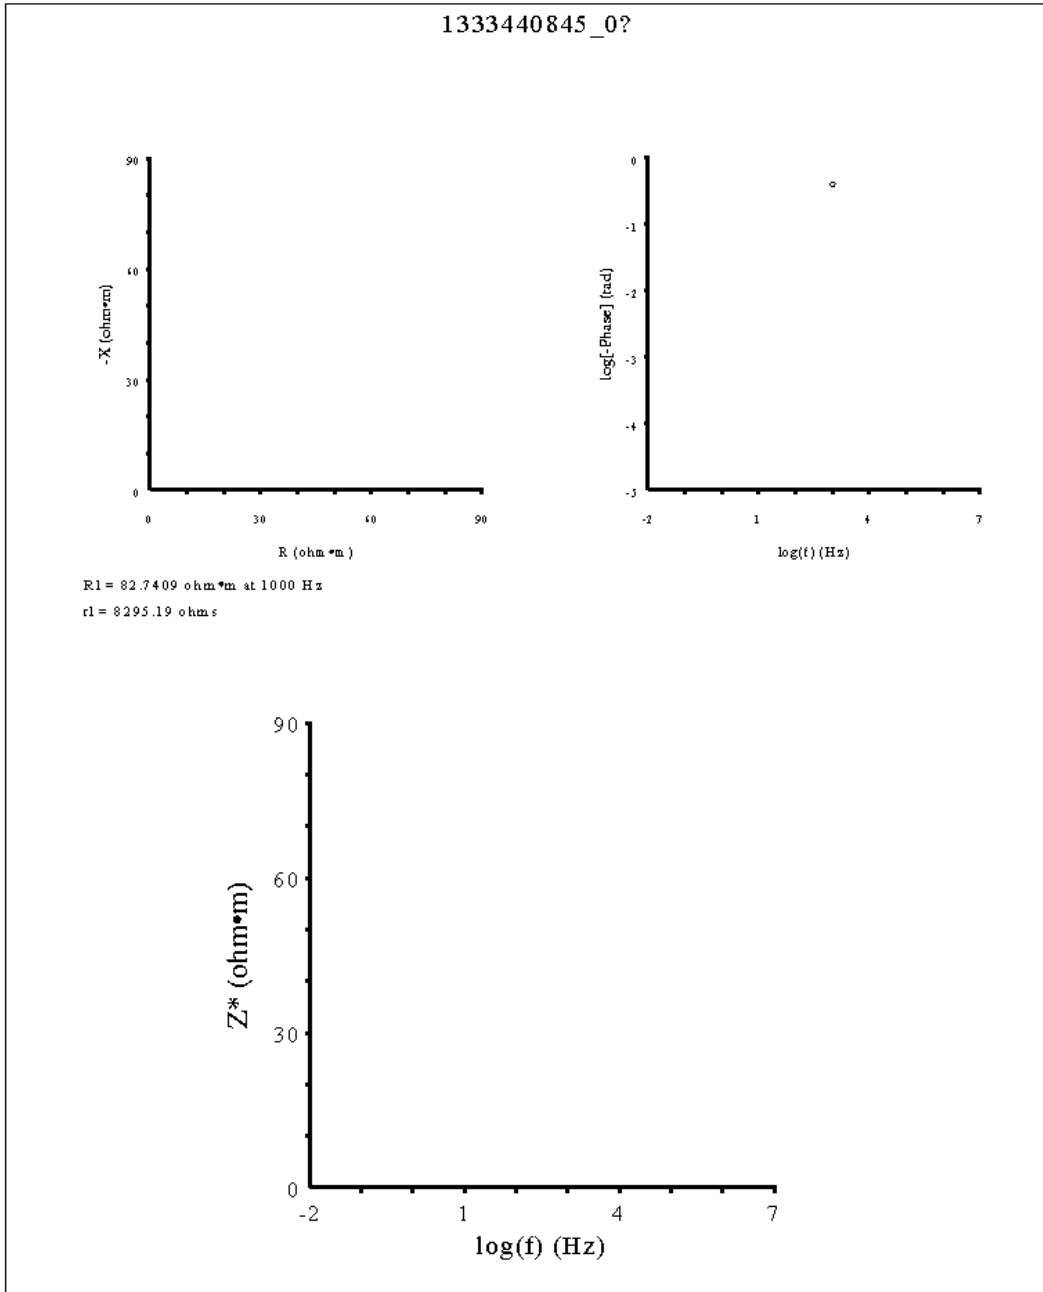 1333440845_0?
90
60
30
0
-X (ohm•m)
0 30 60 90
R (ohm•m)
0
-1
-2
-3
-4
-5
log[-Phase] (rad)
-2 1 4 7
log(f) (Hz)
R1= 82.7409 ohm•m at 1000 Hz
r1= 8295.19 ohms
90
60
30
0
Z* (ohm•m)
-2 1 4 7
log(f) (Hz)